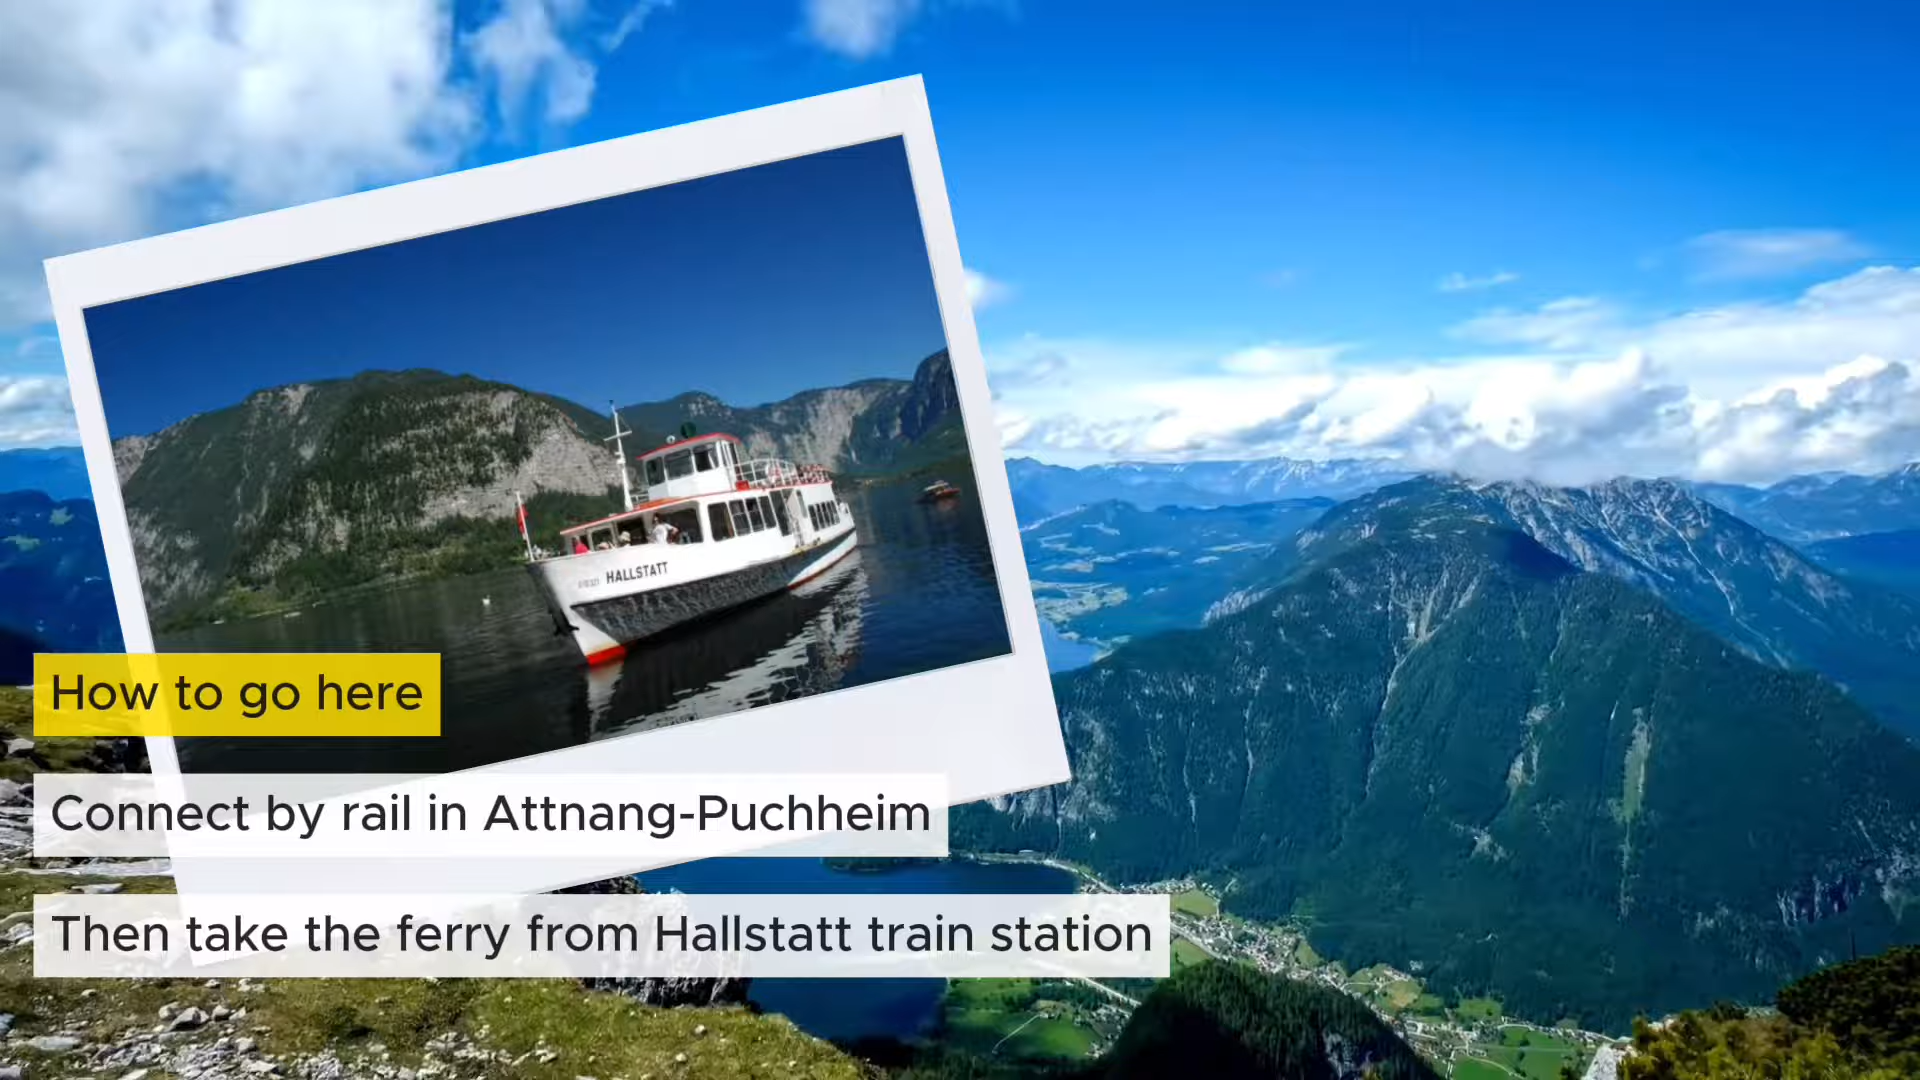 HALLSTATT
How to go here
Connect by rail in Attnang-Puchheim
Then take the ferry from Hallstatt train station